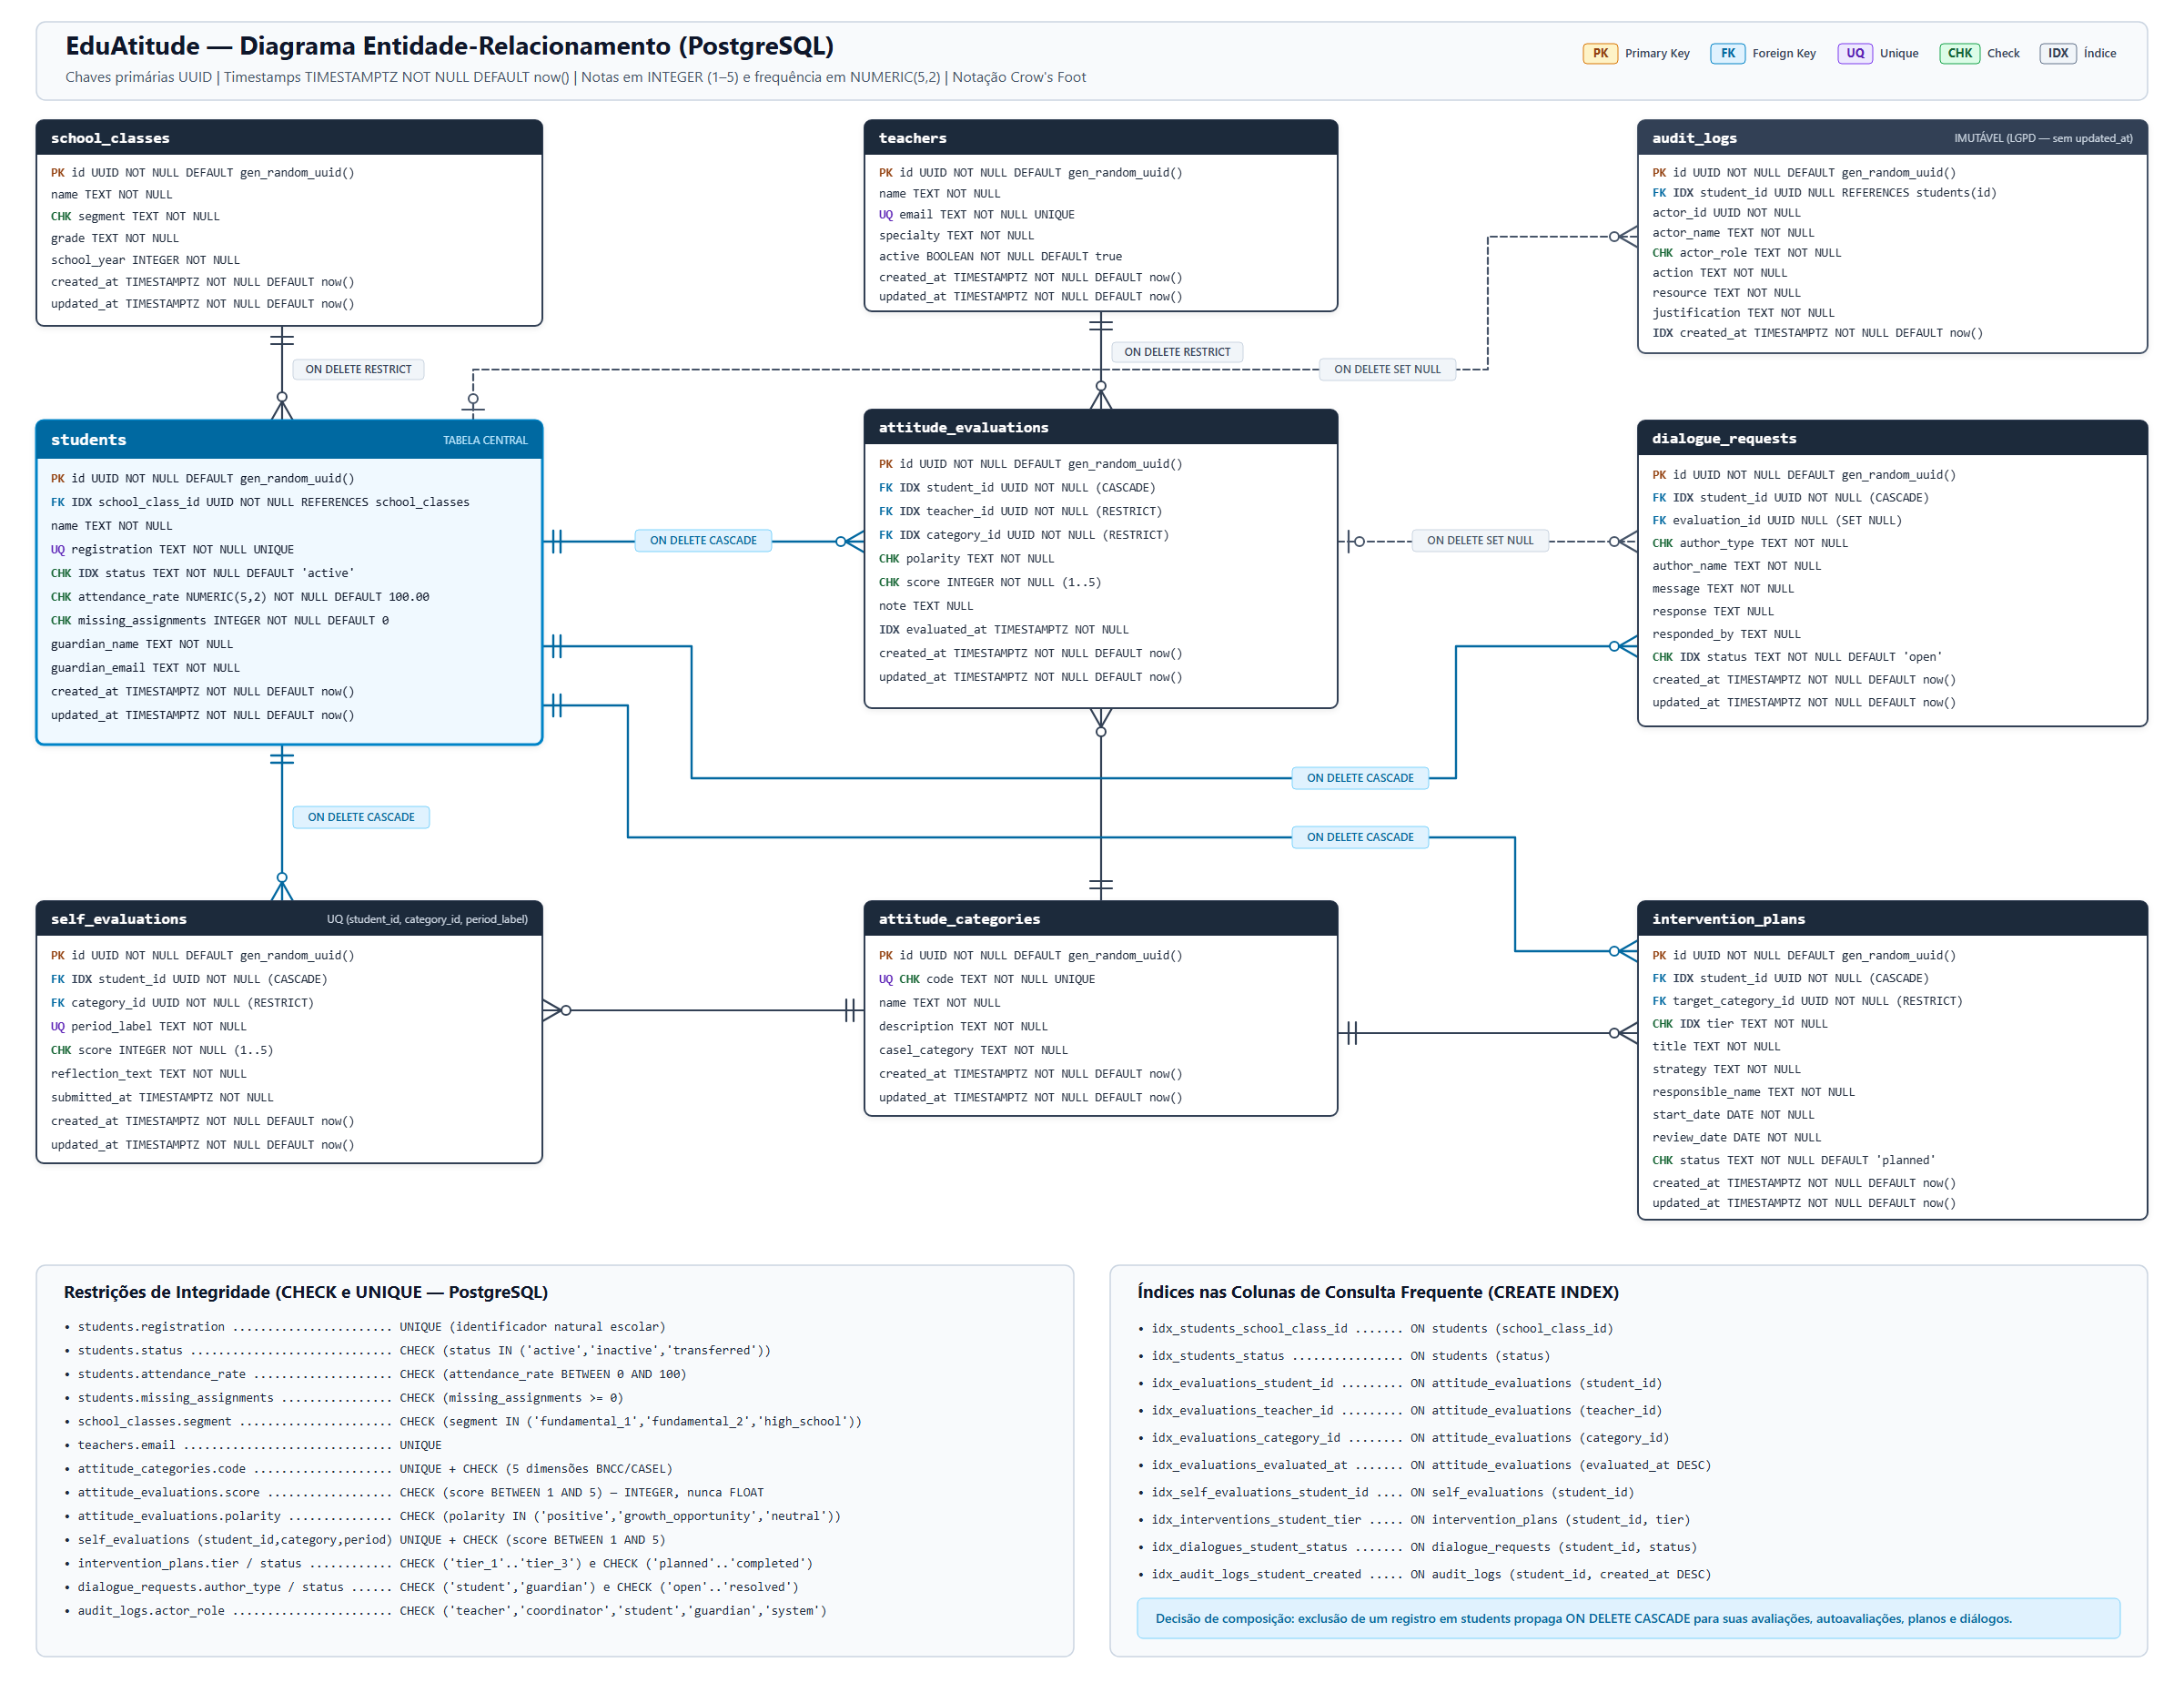 EduAtitude — Diagrama Entidade-Relacionamento (PostgreSQL)
Chaves primárias UUID | Timestamps TIMESTAMPTZ NOT NULL DEFAULT now() | Notas em INTEGER (1–5) e frequência em NUMERIC(5,2) | Notação Crow's Foot
PK Primary Key FK Foreign Key UQ Unique CHK Check IDX Índice
school_classes
PK id UUID NOT NULL DEFAULT gen_random_uuid()
name TEXT NOT NULL
CHK segment TEXT NOT NULL
grade TEXT NOT NULL
school_year INTEGER NOT NULL
created_at TIMESTAMPTZ NOT NULL DEFAULT now()
updated_at TIMESTAMPTZ NOT NULL DEFAULT now()
teachers
PK id UUID NOT NULL DEFAULT gen_random_uuid()
name TEXT NOT NULL
UQ email TEXT NOT NULL UNIQUE
specialty TEXT NOT NULL
active BOOLEAN NOT NULL DEFAULT true
created_at TIMESTAMPTZ NOT NULL DEFAULT now()
updated_at TIMESTAMPTZ NOT NULL DEFAULT now()
audit_logs IMUTÁVEL (LGPD — sem updated_at)
PK id UUID NOT NULL DEFAULT gen_random_uuid()
FK IDX student_id UUID NULL REFERENCES students(id)
actor_id UUID NOT NULL
actor_name TEXT NOT NULL
CHK actor_role TEXT NOT NULL
action TEXT NOT NULL
resource TEXT NOT NULL
justification TEXT NOT NULL
IDX created_at TIMESTAMPTZ NOT NULL DEFAULT now()
ON DELETE RESTRICT
ON DELETE RESTRICT
ON DELETE SET NULL
students TABELA CENTRAL
PK id UUID NOT NULL DEFAULT gen_random_uuid()
FK IDX school_class_id UUID NOT NULL REFERENCES school_classes
name TEXT NOT NULL
UQ registration TEXT NOT NULL UNIQUE
CHK IDX status TEXT NOT NULL DEFAULT 'active'
CHK attendance_rate NUMERIC(5,2) NOT NULL DEFAULT 100.00
CHK missing_assignments INTEGER NOT NULL DEFAULT 0
guardian_name TEXT NOT NULL
guardian_email TEXT NOT NULL
created_at TIMESTAMPTZ NOT NULL DEFAULT now()
updated_at TIMESTAMPTZ NOT NULL DEFAULT now()
ON DELETE CASCADE
attitude_evaluations
PK id UUID NOT NULL DEFAULT gen_random_uuid()
FK IDX student_id UUID NOT NULL (CASCADE)
FK IDX teacher_id UUID NOT NULL (RESTRICT)
FK IDX category_id UUID NOT NULL (RESTRICT)
CHK polarity TEXT NOT NULL
CHK score INTEGER NOT NULL (1..5)
note TEXT NULL
IDX evaluated_at TIMESTAMPTZ NOT NULL
created_at TIMESTAMPTZ NOT NULL DEFAULT now()
updated_at TIMESTAMPTZ NOT NULL DEFAULT now()
ON DELETE SET NULL
dialogue_requests
PK id UUID NOT NULL DEFAULT gen_random_uuid()
FK IDX student_id UUID NOT NULL (CASCADE)
FK evaluation_id UUID NULL (SET NULL)
CHK author_type TEXT NOT NULL
author_name TEXT NOT NULL
message TEXT NOT NULL
response TEXT NULL
responded_by TEXT NULL
CHK IDX status TEXT NOT NULL DEFAULT 'open'
created_at TIMESTAMPTZ NOT NULL DEFAULT now()
updated_at TIMESTAMPTZ NOT NULL DEFAULT now()
ON DELETE CASCADE
ON DELETE CASCADE
ON DELETE CASCADE
self_evaluations UQ (student_id, category_id, period_label)
PK id UUID NOT NULL DEFAULT gen_random_uuid()
FK IDX student_id UUID NOT NULL (CASCADE)
FK category_id UUID NOT NULL (RESTRICT)
UQ period_label TEXT NOT NULL
CHK score INTEGER NOT NULL (1..5)
reflection_text TEXT NOT NULL
submitted_at TIMESTAMPTZ NOT NULL
created_at TIMESTAMPTZ NOT NULL DEFAULT now()
updated_at TIMESTAMPTZ NOT NULL DEFAULT now()
attitude_categories
PK id UUID NOT NULL DEFAULT gen_random_uuid()
UQ CHK code TEXT NOT NULL UNIQUE
name TEXT NOT NULL
description TEXT NOT NULL
casel_category TEXT NOT NULL
created_at TIMESTAMPTZ NOT NULL DEFAULT now()
updated_at TIMESTAMPTZ NOT NULL DEFAULT now()
intervention_plans
PK id UUID NOT NULL DEFAULT gen_random_uuid()
FK IDX student_id UUID NOT NULL (CASCADE)
FK target_category_id UUID NOT NULL (RESTRICT)
CHK IDX tier TEXT NOT NULL
title TEXT NOT NULL
strategy TEXT NOT NULL
responsible_name TEXT NOT NULL
start_date DATE NOT NULL
review_date DATE NOT NULL
CHK status TEXT NOT NULL DEFAULT 'planned'
created_at TIMESTAMPTZ NOT NULL DEFAULT now()
updated_at TIMESTAMPTZ NOT NULL DEFAULT now()
Restrições de Integridade (CHECK e UNIQUE — PostgreSQL)
• students.registration ....................... UNIQUE (identificador natural escolar)
• students.status ............................. CHECK (status IN ('active','inactive','transferred'))
• students.attendance_rate .................... CHECK (attendance_rate BETWEEN 0 AND 100)
• students.missing_assignments ................ CHECK (missing_assignments >= 0)
• school_classes.segment ...................... CHECK (segment IN ('fundamental_1','fundamental_2','high_school'))
• teachers.email .............................. UNIQUE
• attitude_categories.code .................... UNIQUE + CHECK (5 dimensões BNCC/CASEL)
• attitude_evaluations.score .................. CHECK (score BETWEEN 1 AND 5) — INTEGER, nunca FLOAT
• attitude_evaluations.polarity ............... CHECK (polarity IN ('positive','growth_opportunity','neutral'))
• self_evaluations (student_id,category,period) UNIQUE + CHECK (score BETWEEN 1 AND 5)
• intervention_plans.tier / status ............ CHECK ('tier_1'..'tier_3') e CHECK ('planned'..'completed')
• dialogue_requests.author_type / status ...... CHECK ('student','guardian') e CHECK ('open'..'resolved')
• audit_logs.actor_role ....................... CHECK ('teacher','coordinator','student','guardian','system')
Índices nas Colunas de Consulta Frequente (CREATE INDEX)
• idx_students_school_class_id ....... ON students (school_class_id)
• idx_students_status ................ ON students (status)
• idx_evaluations_student_id ......... ON attitude_evaluations (student_id)
• idx_evaluations_teacher_id ......... ON attitude_evaluations (teacher_id)
• idx_evaluations_category_id ........ ON attitude_evaluations (category_id)
• idx_evaluations_evaluated_at ....... ON attitude_evaluations (evaluated_at DESC)
• idx_self_evaluations_student_id .... ON self_evaluations (student_id)
• idx_interventions_student_tier ..... ON intervention_plans (student_id, tier)
• idx_dialogues_student_status ....... ON dialogue_requests (student_id, status)
• idx_audit_logs_student_created ..... ON audit_logs (student_id, created_at DESC)
Decisão de composição: exclusão de um registro em students propaga ON DELETE CASCADE para suas avaliações, autoavaliações, planos e diálogos.